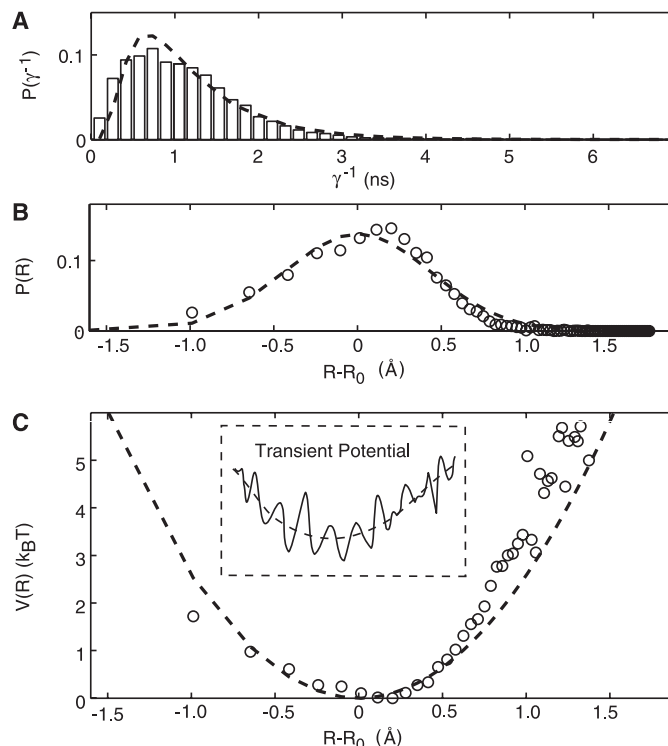 A
P(γ⁻¹)
0.1
0
0 1 2 3 4 5 6
γ⁻¹ (ns)
B
P(R)
0.1
0
-1.5 -1.0 -0.5 0 0.5 1.0 1.5
R-R₀ (Å)
C
V(R) (k_BT)
5
4
3
2
1
0
Transient Potential
-1.5 -1.0 -0.5 0 0.5 1.0 1.5
R-R₀ (Å)